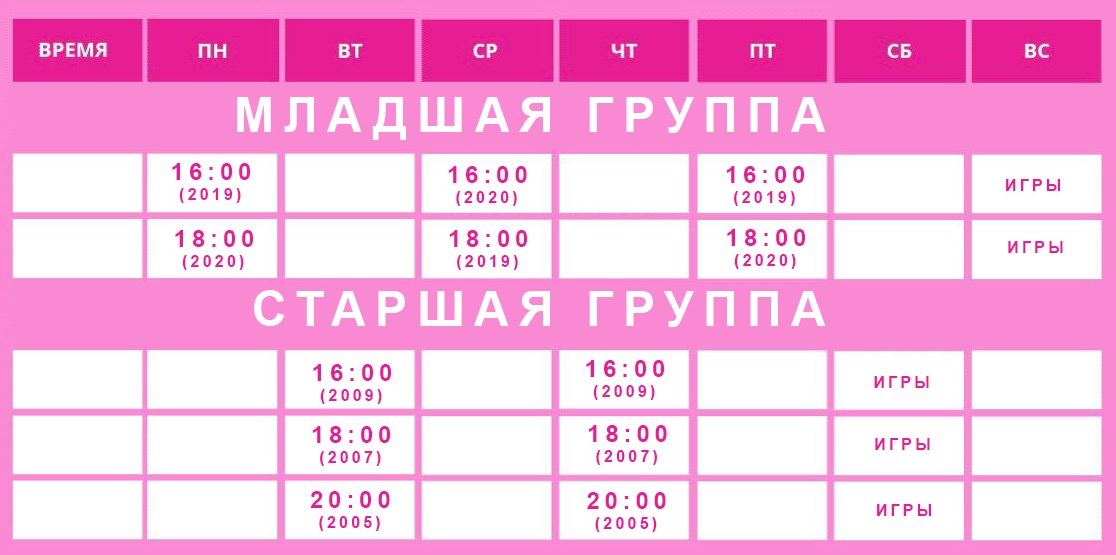 ВРЕМЯ ПН ВТ СР ЧТ ПТ СБ ВС
МЛАДШАЯ ГРУППА
16:00 16:00 16:00 ИГРЫ
(2019) (2020) (2019)
18:00 18:00 18:00 ИГРЫ
(2020) (2019) (2020)
СТАРШАЯ ГРУППА
16:00 16:00 ИГРЫ
(2009) (2009)
18:00 18:00 ИГРЫ
(2007) (2007)
20:00 20:00 ИГРЫ
(2005) (2005)